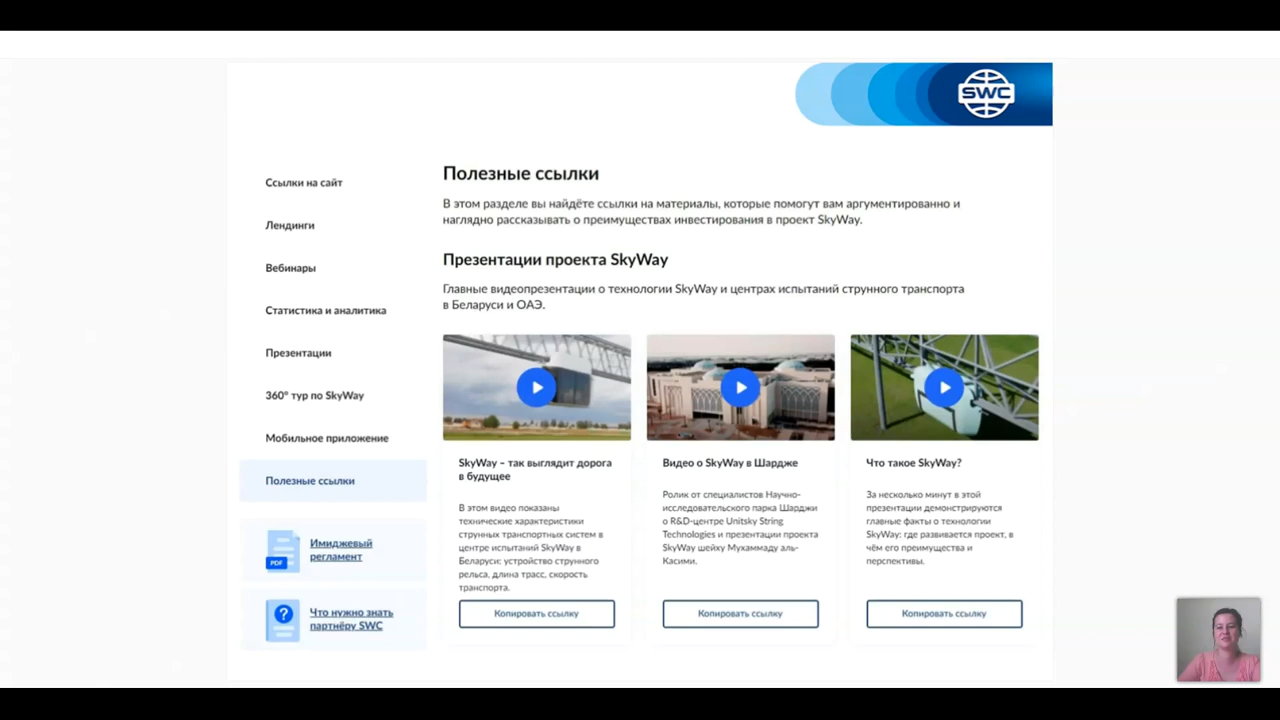 SWC
Ссылки на сайт
Лендинги
Вебинары
Статистика и аналитика
Презентации
360° тур по SkyWay
Мобильное приложение
Полезные ссылки
PDF
Имиджевый
регламент
?
Что нужно знать
партнёру SWC
Полезные ссылки
В этом разделе вы найдёте ссылки на материалы, которые помогут вам аргументированно и
наглядно рассказывать о преимуществах инвестирования в проект SkyWay.
Презентации проекта SkyWay
Главные видеопрезентации о технологии SkyWay и центрах испытаний струнного транспорта
в Беларуси и ОАЭ.
SkyWay – так выглядит дорога
в будущее
В этом видео показаны
технические характеристики
струнных транспортных систем в
центре испытаний SkyWay в
Беларуси: устройство струнного
рельса, длина трасс, скорость
транспорта.
Копировать ссылку
Видео о SkyWay в Шардже
Ролик от специалистов Научно-
исследовательского парка Шарджи
о R&D-центре Unitsky String
Technologies и презентации проекта
SkyWay шейху Мухаммаду аль-
Касими.
Копировать ссылку
Что такое SkyWay?
За несколько минут в этой
презентации демонстрируются
главные факты о технологии
SkyWay: где развивается проект, в
чём его преимущества и
перспективы.
Копировать ссылку